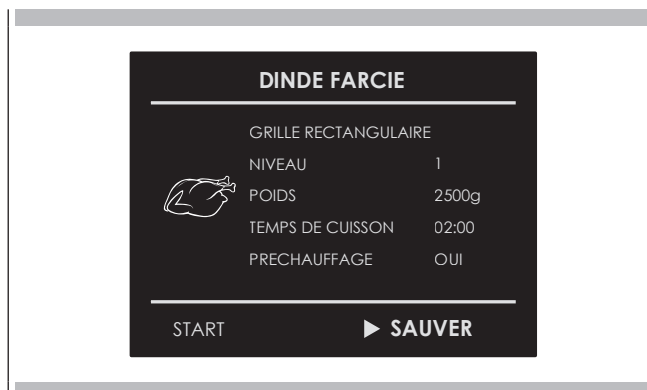 DINDE FARCIE
GRILLE RECTANGULAIRE
NIVEAU 1
POIDS 2500g
TEMPS DE CUISSON 02:00
PRECHAUFFAGE OUI
START ▶ SAUVER